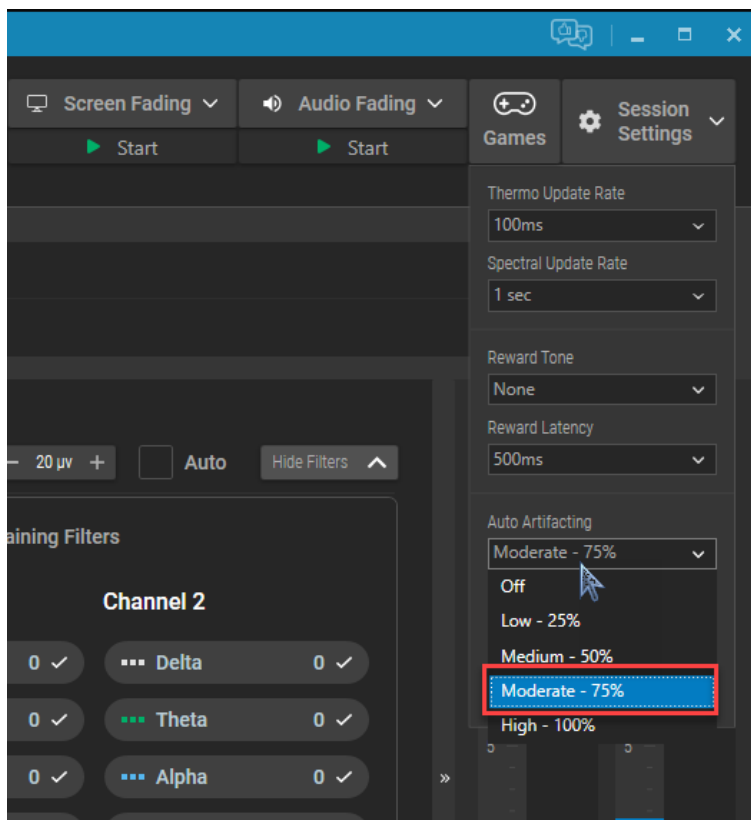 Screen Fading
Audio Fading
Games
Session
Settings
Start
Start
Thermo Update Rate
100ms
Spectral Update Rate
1 sec
Reward Tone
None
Reward Latency
500ms
20 µv
Auto
Hide Filters
Auto Artifacting
Moderate - 75%
Off
Low - 25%
Medium - 50%
Moderate - 75%
High - 100%
aining Filters
Channel 2
0
Delta
0
0
Theta
0
0
Alpha
0
5
5